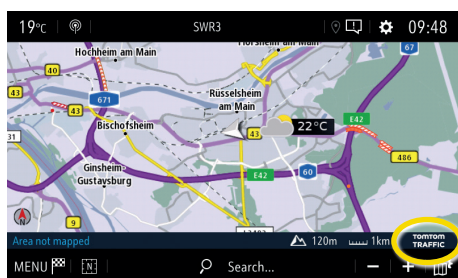 19°C SWR3 09:48
Hochheim am Main
67
40
43
671
Rüsselsheim
am Main
43
Bischofsheim
43
22°C
E42
31
486
Ginsheim-
Gustavsburg
E42
60
9
Area not mapped
120m
1km
TOMTOM
TRAFFIC
MENU
N
Search...
− +